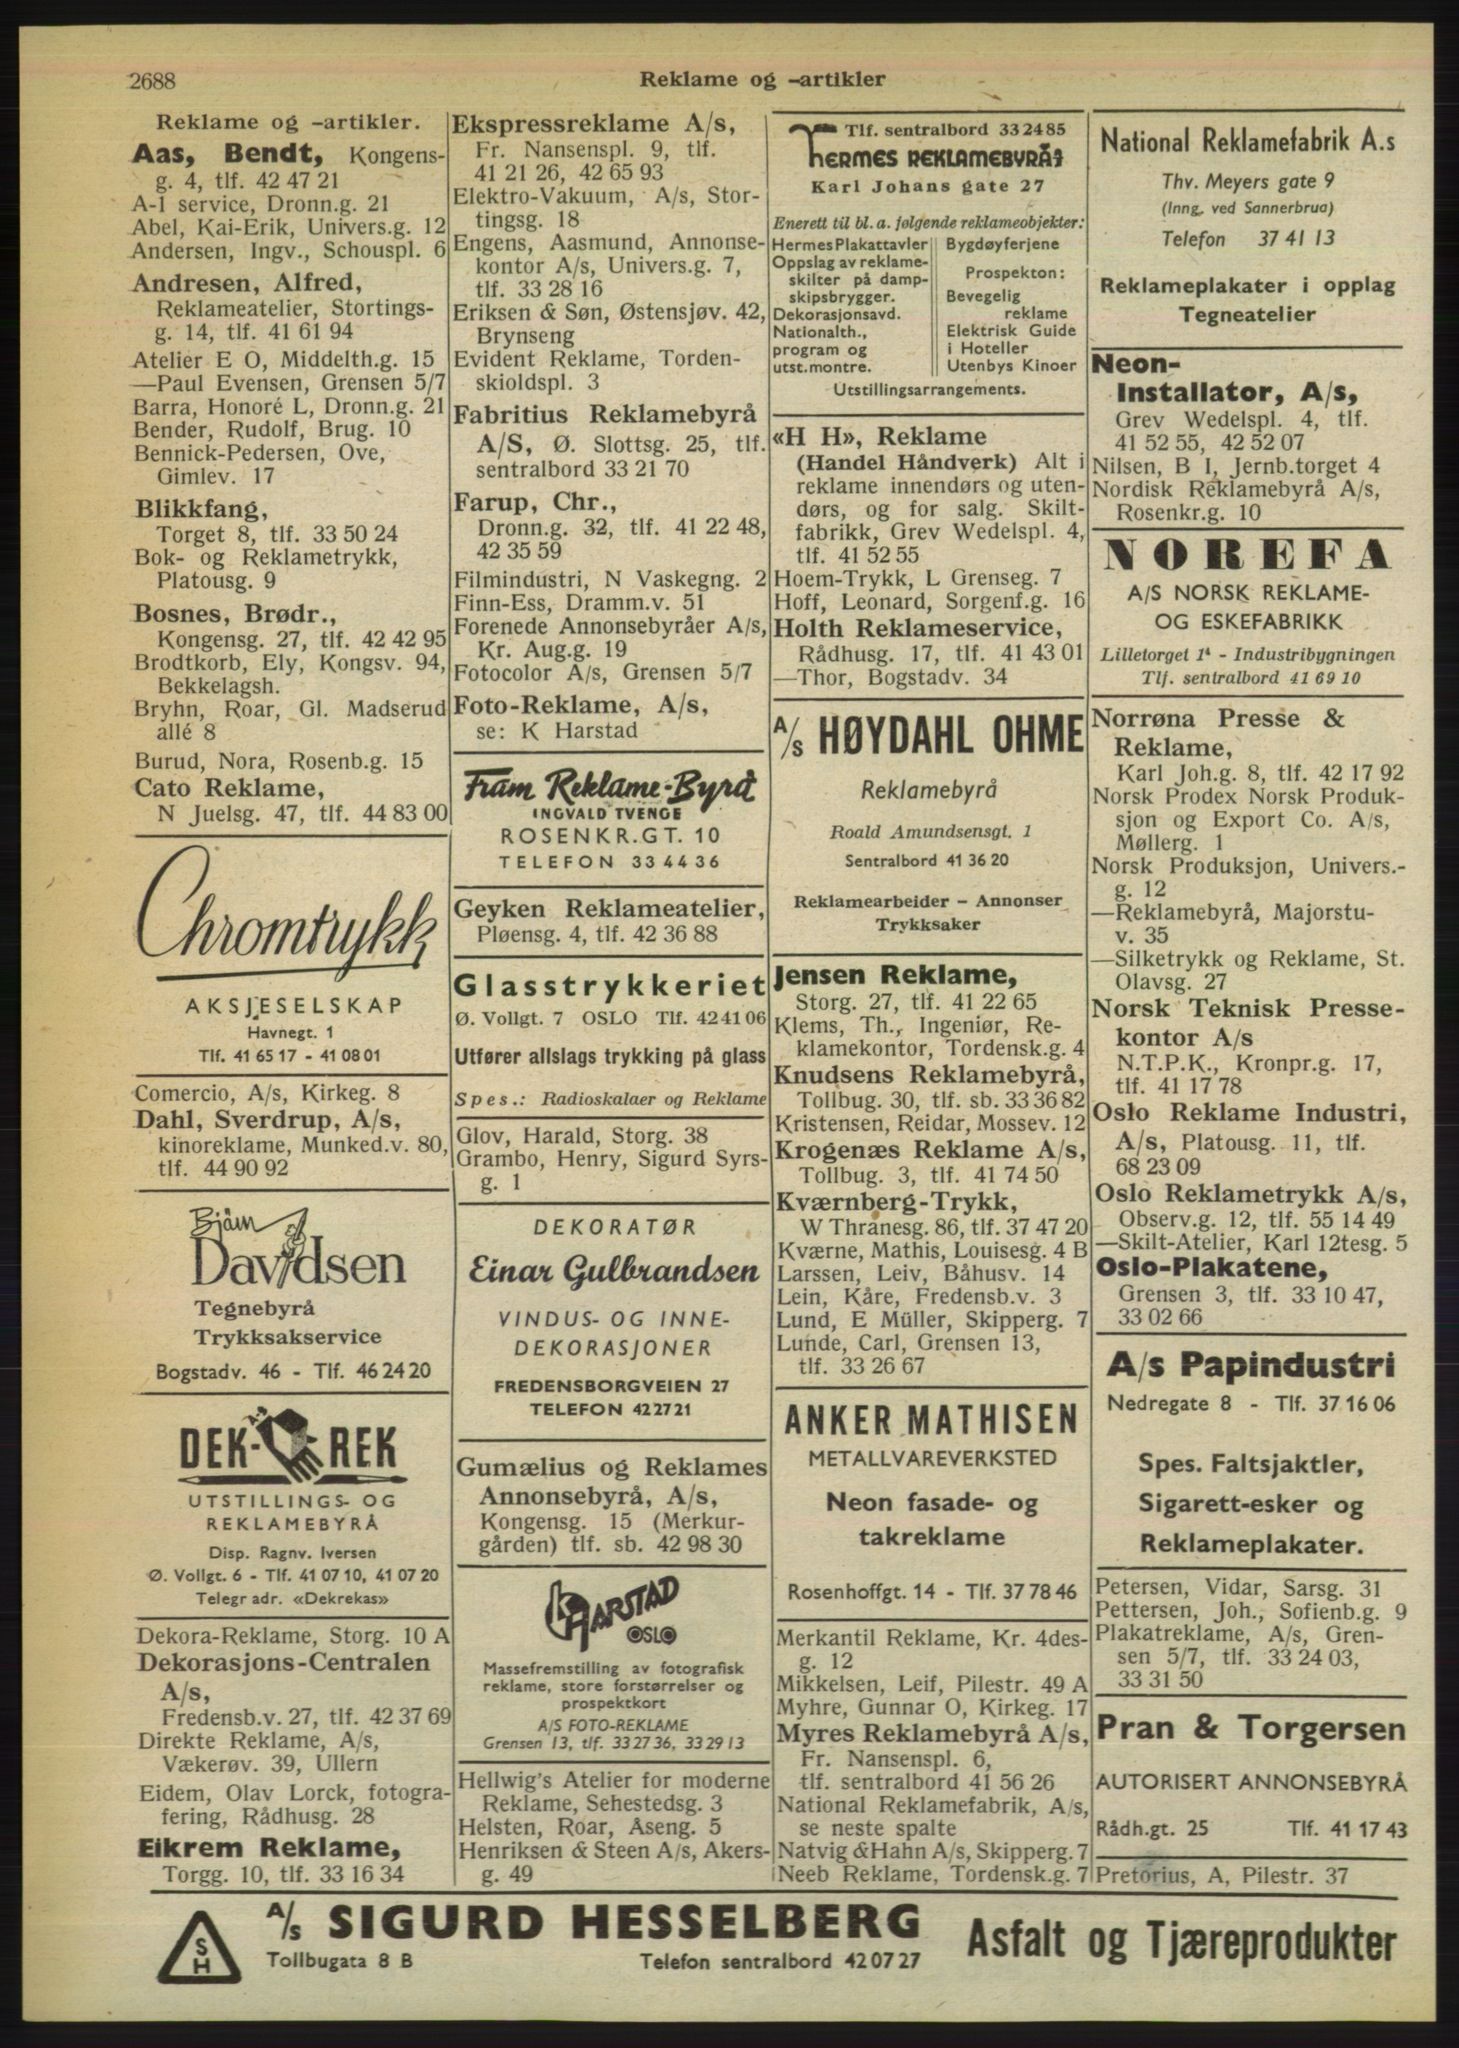 2688
Reklame og –artikler
Reklame og –artikler.
Aas, Bendt, Kongens-
g. 4, tlf. 42 47 21
A-1 service, Dronn.g. 21
Abel, Kai-Erik, Univers.g. 12
Andersen, Ingv., Schouspl. 6
Andresen, Alfred,
Reklameatelier, Stortings-
g. 14, tlf. 41 61 94
Atelier E O, Middelth.g. 15
—Paul Evensen, Grensen 5/7
Barra, Honoré L, Dronn.g. 21
Bender, Rudolf, Brug. 10
Bennick-Pedersen, Ove,
Gimlev. 17
Blikkfang,
Torget 8, tlf. 33 50 24
Bok- og Reklametrykk,
Platousg. 9
Bosnes, Brødr.,
Kongensg. 27, tlf. 42 42 95
Brodtkorb, Ely, Kongsv. 94,
Bekkelagsh.
Bryhn, Roar, Gl. Madserud
allé 8
Burud, Nora, Rosenb.g. 15
Cato Reklame,
N Juelsg. 47, tlf. 44 83 00
Chromtrykk
AKSJESELSKAP
Havnegt. 1
Tlf. 41 65 17 - 41 08 01
Comercio, A/s, Kirkeg. 8
Dahl, Sverdrup, A/s,
kinoreklame, Munked.v. 80,
tlf. 44 90 92
Bjåm
Davidsen
Tegnebyrå
Trykksakservice
Bogstadv. 46 - Tlf. 46 24 20
DEK-REK
UTSTILLINGS- OG
REKLAMEBYRÅ
Disp. Ragnv. Iversen
Ø. Vollgt. 6 - Tlf. 41 07 10, 41 07 20
Telegr adr. «Dekrekas»
Dekora-Reklame, Storg. 10 A
Dekorasjons-Centralen
A/s,
Fredensb.v. 27, tlf. 42 37 69
Direkte Reklame, A/s,
Vækerøv. 39, Ullern
Eidem, Olav Lorck, fotogra-
fering, Rådhusg. 28
Eikrem Reklame,
Torgg. 10, tlf. 33 16 34
Ekspressreklame A/s,
Fr. Nansenspl. 9, tlf.
41 21 26, 42 65 93
Elektro-Vakuum, A/s, Stor-
tingsg. 18
Engens, Aasmund, Annonse-
kontor A/s, Univers.g. 7,
tlf. 33 28 16
Eriksen & Søn, Østensjøv. 42,
Brynseng
Evident Reklame, Torden-
skioldspl. 3
Fabritius Reklamebyrå
A/S, Ø. Slottsg. 25, tlf.
sentralbord 33 21 70
Farup, Chr.,
Dronn.g. 32, tlf. 41 22 48,
42 35 59
Filmindustri, N Vaskegng. 2
Finn-Ess, Dramm.v. 51
Forenede Annonsebyråer A/s,
Kr. Aug.g. 19
Fotocolor A/s, Grensen 5/7
Foto-Reklame, A/s,
se: K Harstad
Fram Reklame-Byrå
INGVALD TVENGE
ROSENKR.GT. 10
TELEFON 33 44 36
Geyken Reklameatelier,
Pløensg. 4, tlf. 42 36 88
Glasstrykkeriet
Ø. Vollgt. 7 OSLO Tlf. 42 41 06
Utfører allslags trykking på glass
Spes.: Radioskalaer og Reklame
Glov, Harald, Storg. 38
Grambo, Henry, Sigurd Syrs-
g. 1
DEKORATØR
Einar Gulbrandsen
VINDUS- OG INNE-
DEKORASJONER
FREDENSBORGVEIEN 27
TELEFON 42 27 21
Gumælius og Reklames
Annonsebyrå, A/s,
Kongensg. 15 (Merkur-
gården) tlf. sb. 42 98 30
K HARSTAD
OSLO
Massefremstilling av fotografisk
reklame, store forstørrelser og
prospektkort
A/S FOTO-REKLAME
Grensen 13, tlf. 33 27 36, 33 29 13
Hellwig's Atelier for moderne
Reklame, Sehestedsg. 3
Helsten, Roar, Åseng. 5
Henriksen & Steen A/s, Akers-
g. 49
Tlf. sentralbord 33 24 85
HERMES REKLAMEBYRÅ A/S
Karl Johans gate 27
Enerett til bl. a. følgende reklameobjekter:
Hermes Plakattavler
Oppslag av reklame-
skilter på damp-
skipsbrygger.
Dekorasjonsavd.
Nationalth.,
program og
utst.montre.
Bygdøyferjene
Prospekton:
Bevegelig
reklame
Elektrisk Guide
i Hoteller
Utenbys Kinoer
Utstillingsarrangements.
«H H», Reklame
(Handel Håndverk) Alt i
reklame innendørs og uten-
dørs, og for salg. Skilt-
fabrikk, Grev Wedelspl. 4,
tlf. 41 52 55
Hoem-Trykk, L Grenseg. 7
Hoff, Leonard, Sorgenf.g. 16
Holth Reklameservice,
Rådhusg. 17, tlf. 41 43 01
—Thor, Bogstadv. 34
A/s HØYDAHL OHME
Reklamebyrå
Roald Amundsensgt. 1
Sentralbord 41 36 20
Reklamearbeider – Annonser
Trykksaker
Jensen Reklame,
Storg. 27, tlf. 41 22 65
Klems, Th., Ingeniør, Re-
klamekontor, Tordensk.g. 4
Knudsens Reklamebyrå,
Tollbug. 30, tlf. sb. 33 36 82
Kristensen, Reidar, Mossev. 12
Krogenæs Reklame A/s,
Tollbug. 3, tlf. 41 74 50
Kværnberg-Trykk,
W Thranesg. 86, tlf. 37 47 20
Kværne, Mathis, Louisesg. 4 B
Larssen, Leiv, Båhusv. 14
Lein, Kåre, Fredensb.v. 3
Lund, E Müller, Skipperg. 7
Lunde, Carl, Grensen 13,
tlf. 33 26 67
ANKER MATHISEN
METALLVAREVERKSTED
Neon fasade- og
takreklame
Rosenhoffgt. 14 - Tlf. 37 78 46
Merkantil Reklame, Kr. 4des-
g. 12
Mikkelsen, Leif, Pilestr. 49 A
Myhre, Gunnar O, Kirkeg. 17
Myres Reklamebyrå A/s,
Fr. Nansenspl. 6,
tlf. sentralbord 41 56 26
National Reklamefabrik, A/s,
se neste spalte
Natvig & Hahn A/s, Skipperg. 7
Neeb Reklame, Tordensk.g. 7
National Reklamefabrik A.s
Thv. Meyers gate 9
(Inng. ved Sannerbrua)
Telefon 37 41 13
Reklameplakater i opplag
Tegneatelier
Neon-
Installator, A/s,
Grev Wedelspl. 4, tlf.
41 52 55, 42 52 07
Nilsen, B I, Jernb.torget 4
Nordisk Reklamebyrå A/s,
Rosenkr.g. 10
NOREFA
A/S NORSK REKLAME-
OG ESKEFABRIKK
Lilletorget 1 - Industribygningen
Tlf. sentralbord 41 69 10
Norrøna Presse &
Reklame,
Karl Joh.g. 8, tlf. 42 17 92
Norsk Prodex Norsk Produk-
sjon og Export Co. A/s,
Møllerg. 1
Norsk Produksjon, Univers.-
g. 12
—Reklamebyrå, Majorstu-
v. 35
—Silketrykk og Reklame, St.
Olavsg. 27
Norsk Teknisk Presse-
kontor A/s
N.T.P.K., Kronpr.g. 17,
tlf. 41 17 78
Oslo Reklame Industri,
A/s, Platousg. 11, tlf.
68 23 09
Oslo Reklametrykk A/s,
Observ.g. 12, tlf. 55 14 49
—Skilt-Atelier, Karl 12tesg. 5
Oslo-Plakatene,
Grensen 3, tlf. 33 10 47,
33 02 66
A/s Papindustri
Nedregate 8 - Tlf. 37 16 06
Spes. Faltsjaktler,
Sigarett-esker og
Reklameplakater.
Petersen, Vidar, Sarsg. 31
Pettersen, Joh., Sofienb.g. 9
Plakatreklame, A/s, Gren-
sen 5/7, tlf. 33 24 03,
33 31 50
Pran & Torgersen
AUTORISERT ANNONSEBYRÅ
Rådh.gt. 25 Tlf. 41 17 43
Pretorius, A, Pilestr. 37
SH
A/s SIGURD HESSELBERG
Tollbugata 8 B Telefon sentralbord 42 07 27
Asfalt og Tjæreprodukter